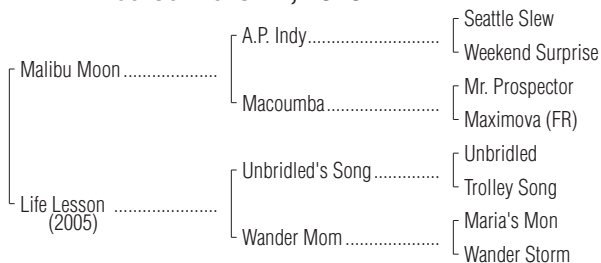 Seattle Slew
A.P. Indy
Weekend Surprise
Malibu Moon
Mr. Prospector
Macoumba
Maximova (FR)
Unbridled
Unbridled's Song
Trolley Song
Life Lesson
(2005)
Maria's Mon
Wander Mom
Wander Storm